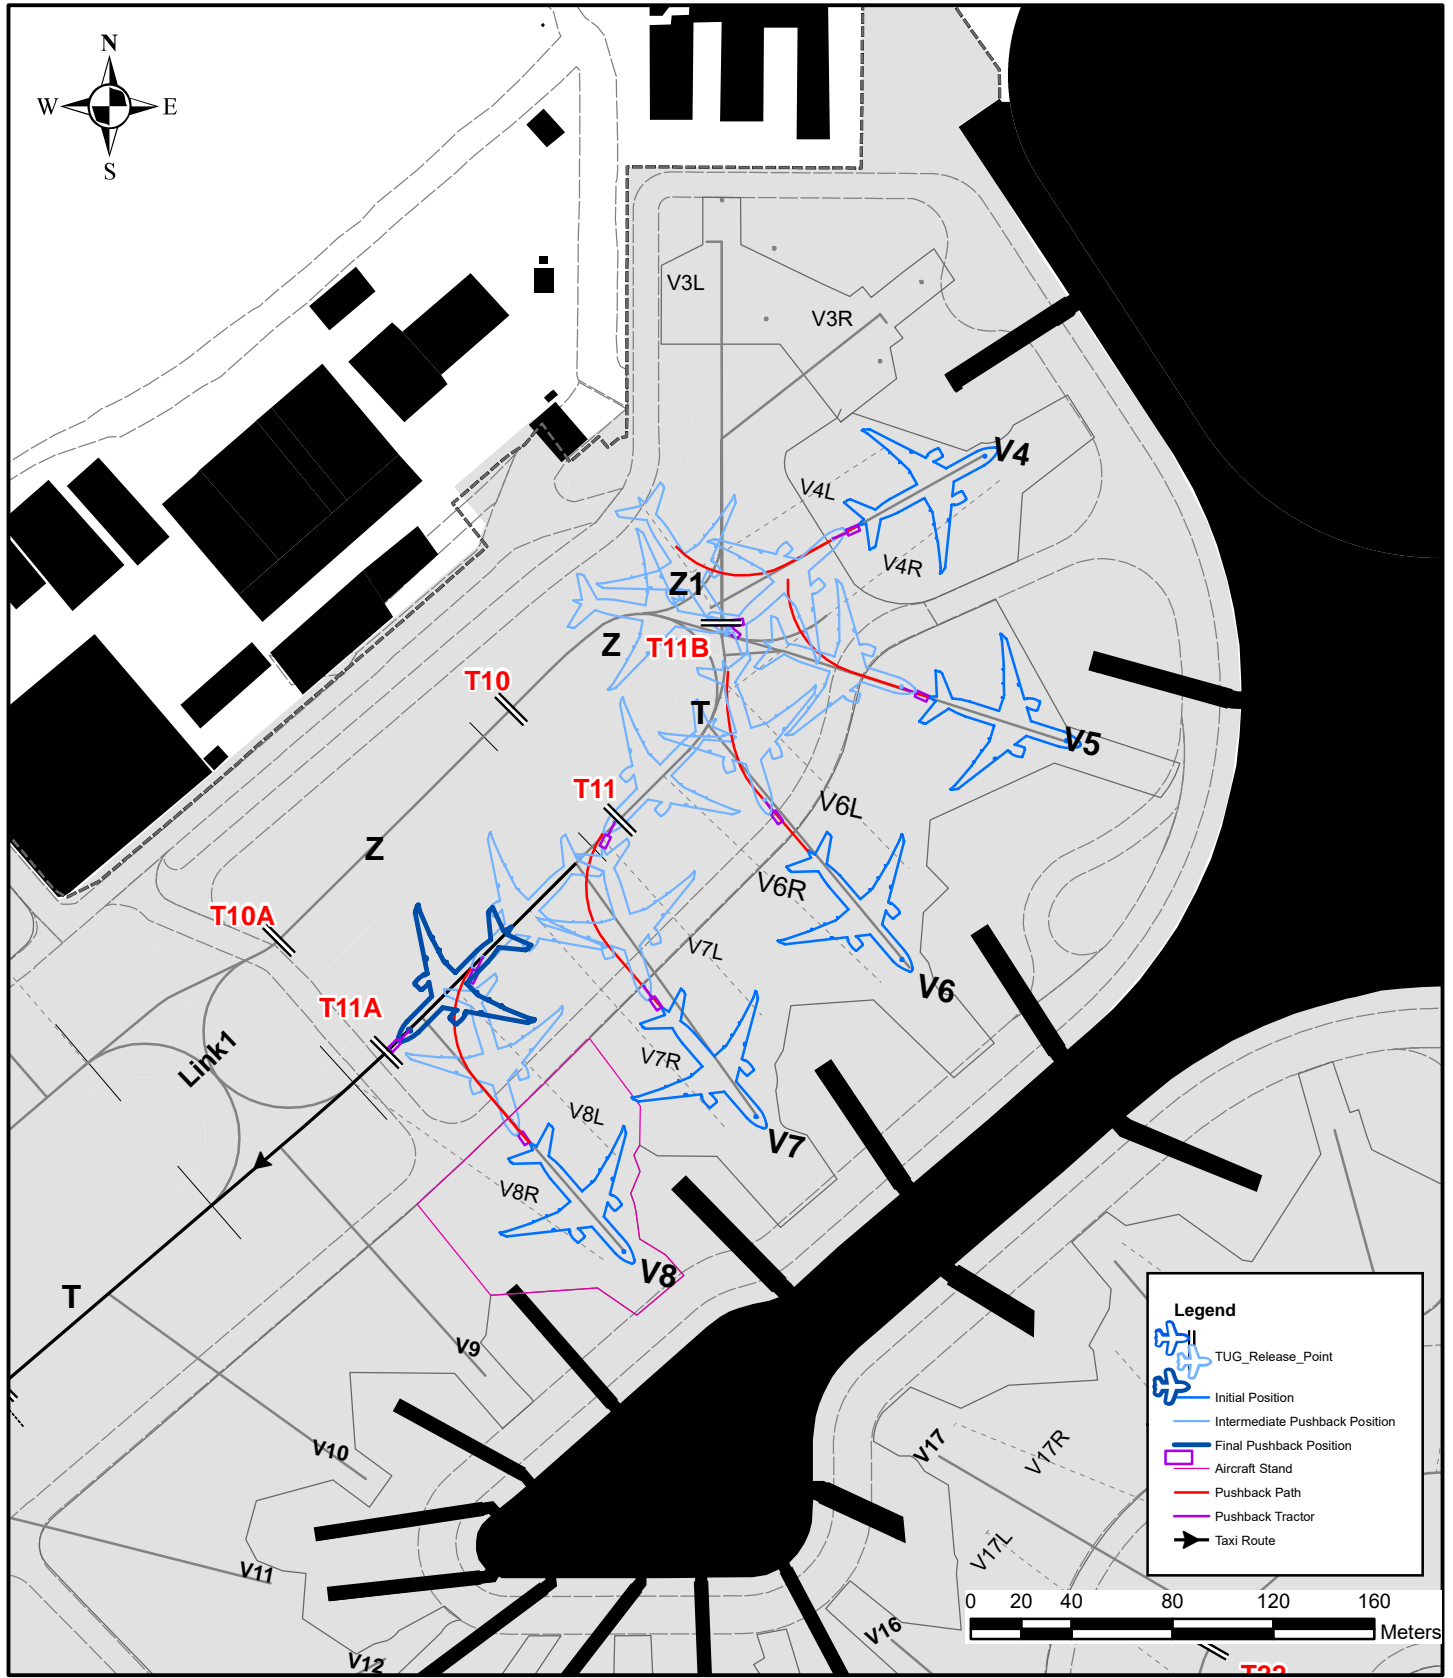 N
W
E
S
V3L
V3R
V4
V4L
V4R
Z1
Z
T11B
T10
T
V5
T11
V6L
Z
V6R
T10A
V7L
V6
T11A
Link1
V7R
V8L
V7
V8R
V8
T
V9
V10
V11
V12
V17
V17R
V17L
V16
Legend
TUG_Release_Point
Initial Position
Intermediate Pushback Position
Final Pushback Position
Aircraft Stand
Pushback Path
Pushback Tractor
Taxi Route
0 20 40 80 120 160
Meters
T22